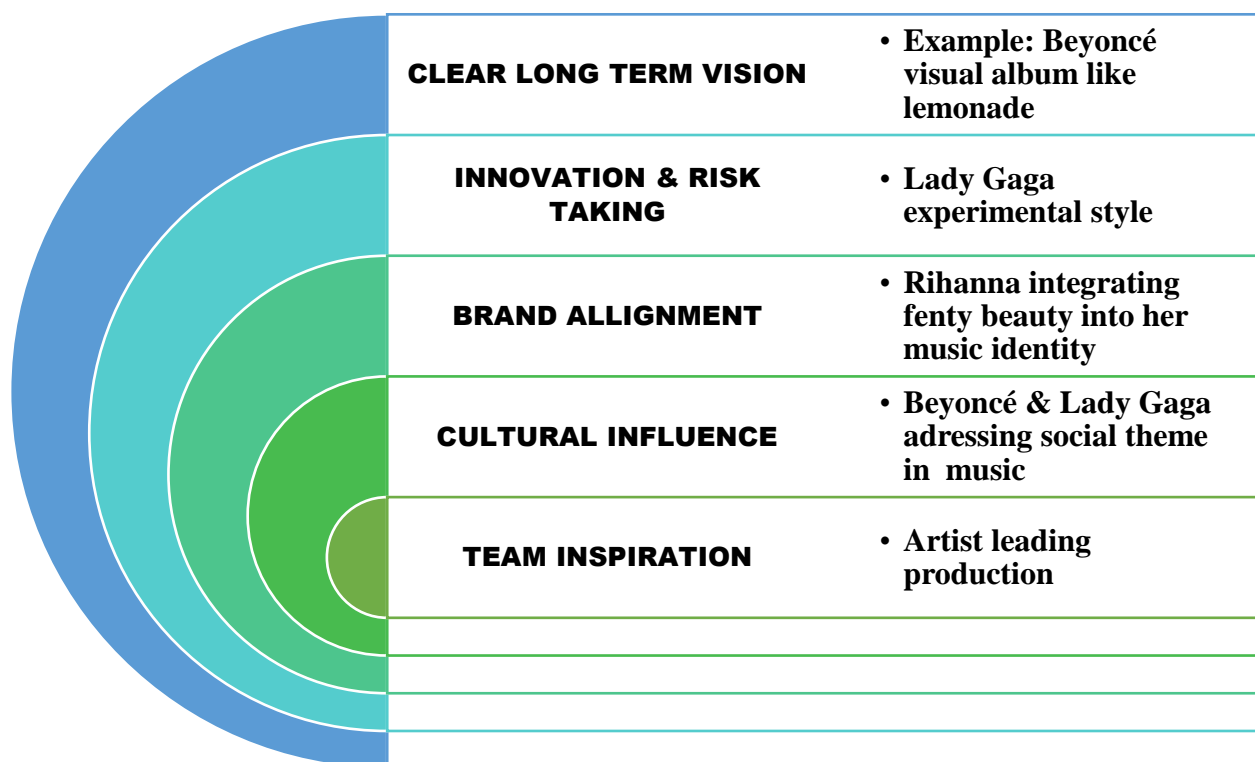 CLEAR LONG TERM VISION
• Example: Beyoncé
visual album like
lemonade
INNOVATION & RISK
TAKING
• Lady Gaga
experimental style
BRAND ALLIGNMENT
• Rihanna integrating
fenty beauty into her
music identity
CULTURAL INFLUENCE
• Beyoncé & Lady Gaga
adressing social theme
in music
TEAM INSPIRATION
• Artist leading
production